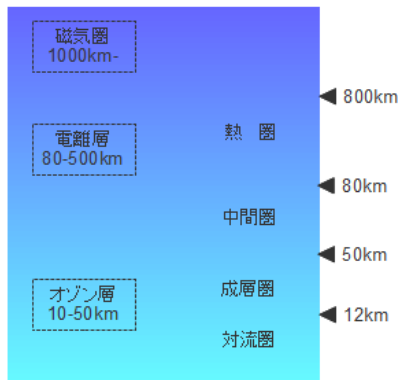 磁気圏
1000km-
800km
電離層
80-500km
熱 圏
80km
中間圏
50km
オゾン層
10-50km
成層圏
12km
対流圏